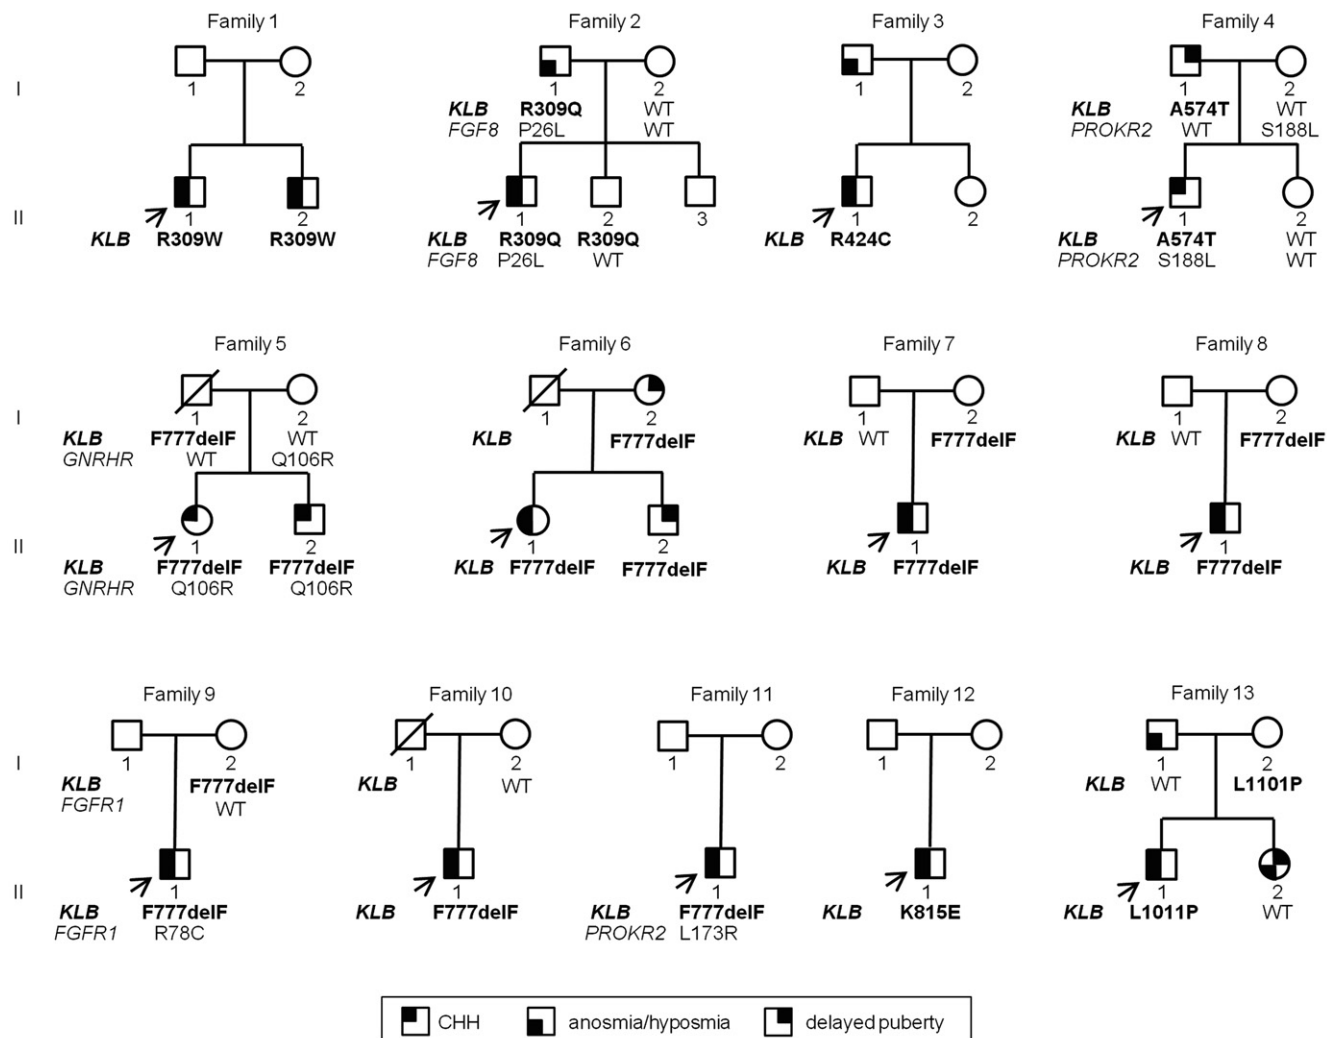 Family 1 Family 2 Family 3 Family 4
I
1 2 1 2 1 2 1 2
KLB R309Q WT KLB A574T WT
FGF8 P26L WT PROKR2 WT S188L
II
1 2 1 2 3 1 2 1 2
KLB R309W R309W KLB R309Q R309Q KLB R424C KLB A574T WT
FGF8 P26L WT PROKR2 S188L WT
Family 5 Family 6 Family 7 Family 8
I
1 2 1 2 1 2 1 2
KLB F777delF WT KLB F777delF KLB WT F777delF KLB WT F777delF
GNRHR WT Q106R
II
1 2 1 2 1 1
KLB F777delF F777delF KLB F777delF F777delF KLB F777delF KLB F777delF
GNRHR Q106R Q106R
Family 9 Family 10 Family 11 Family 12 Family 13
I
1 2 1 2 1 2 1 2 1 2
KLB F777delF KLB WT KLB WT L1101P
FGFR1 WT
II
1 1 1 1 1 2
KLB F777delF KLB F777delF KLB F777delF KLB K815E KLB L1011P WT
FGFR1 R78C PROKR2 L173R
CHH anosmia/hyposmia delayed puberty